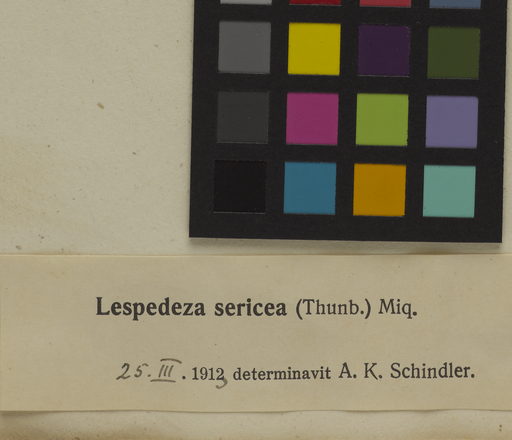 Lespedeza sericea (Thunb.) Miq.
25. III. 1913 determinavit A. K. Schindler.